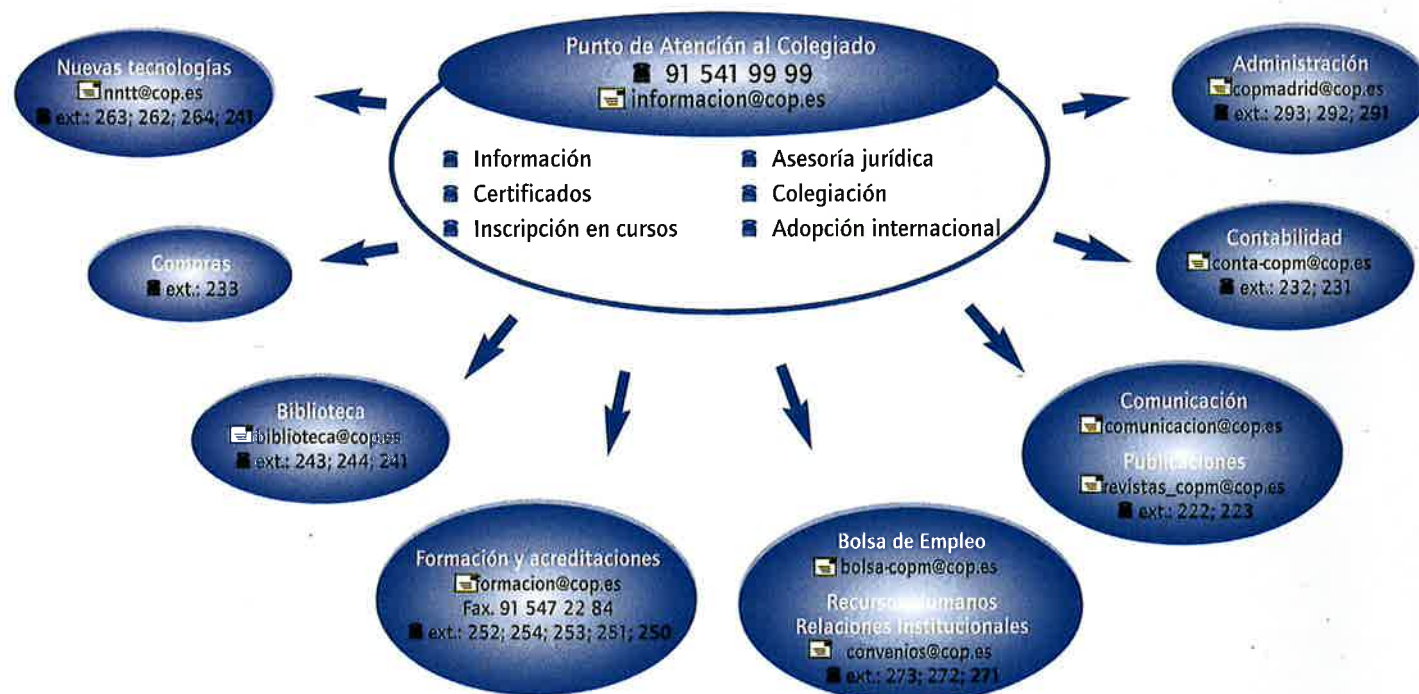 Punto de Atención al Colegiado
91 541 99 99
informacion@cop.es
Información
Certificados
Inscripción en cursos
Asesoría jurídica
Colegiación
Adopción internacional
Nuevas tecnologías
nntt@cop.es
ext.: 263; 262; 264; 241
Compras
ext.: 233
Biblioteca
biblioteca@cop.es
ext.: 243; 244; 241
Formación y acreditaciones
formacion@cop.es
Fax. 91 547 22 84
ext.: 252; 254; 253; 251; 250
Bolsa de Empleo
bolsa-copm@cop.es
Recursos Humanos
Relaciones Institucionales
convenios@cop.es
ext.: 273; 272; 271
Comunicación
comunicacion@cop.es
Publicaciones
revistas_copm@cop.es
ext.: 222; 223
Contabilidad
conta-copm@cop.es
ext.: 232; 231
Administración
copmadrid@cop.es
ext.: 293; 292; 291